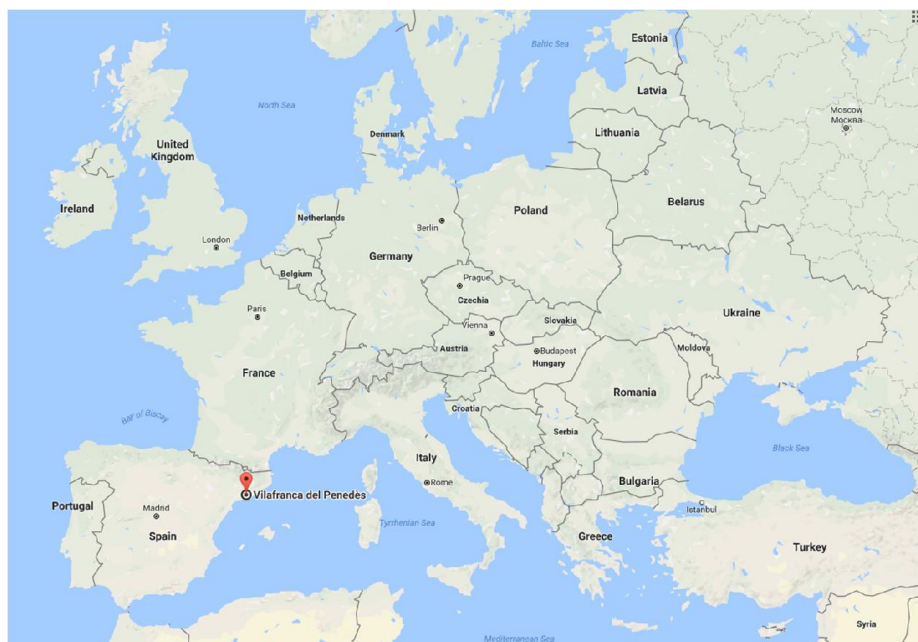 Estonia
Baltic Sea
Latvia
North Sea
Moscow
Москва
Denmark
Lithuania
United
Kingdom
Belarus
Ireland
Netherlands
Poland
Berlin
London
Germany
Belgium
Prague
Czechia
Paris
Ukraine
Slovakia
Vienna
Austria
Budapest
Hungary
Moldova
France
Romania
Croatia
Bay of Biscay
Serbia
Black Sea
Italy
Rome
Bulgaria
Vilafranca del Penedès
Portugal
Madrid
Istanbul
Tyrrhenian Sea
Spain
Greece
Turkey
Syria
Mediterranean Sea